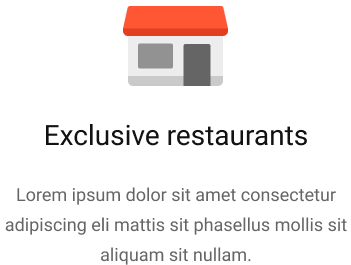 Exclusive restaurants
Lorem ipsum dolor sit amet consectetur
adipiscing eli mattis sit phasellus mollis sit
aliquam sit nullam.